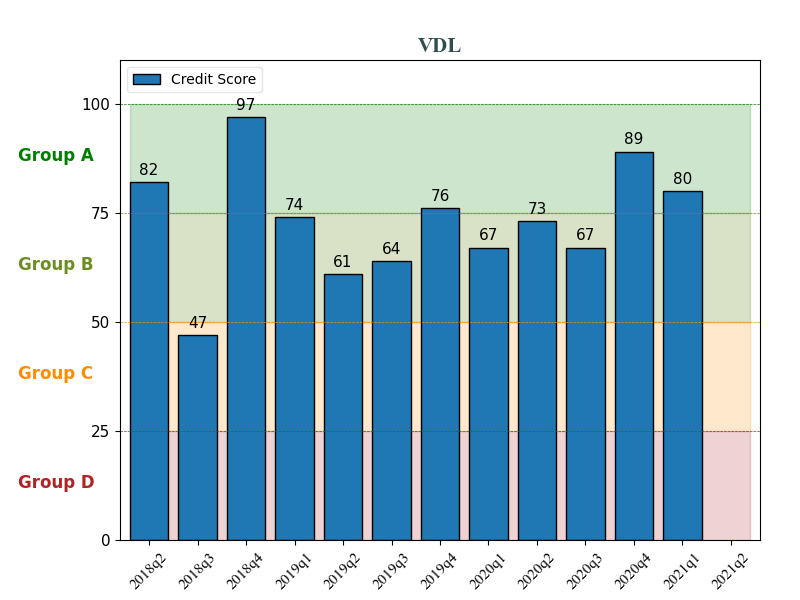 VDL
Credit Score
100
75
50
25
0
Group A
Group B
Group C
Group D
82
47
97
74
61
64
76
67
73
67
89
80
2018q2
2018q3
2018q4
2019q1
2019q2
2019q3
2019q4
2020q1
2020q2
2020q3
2020q4
2021q1
2021q2